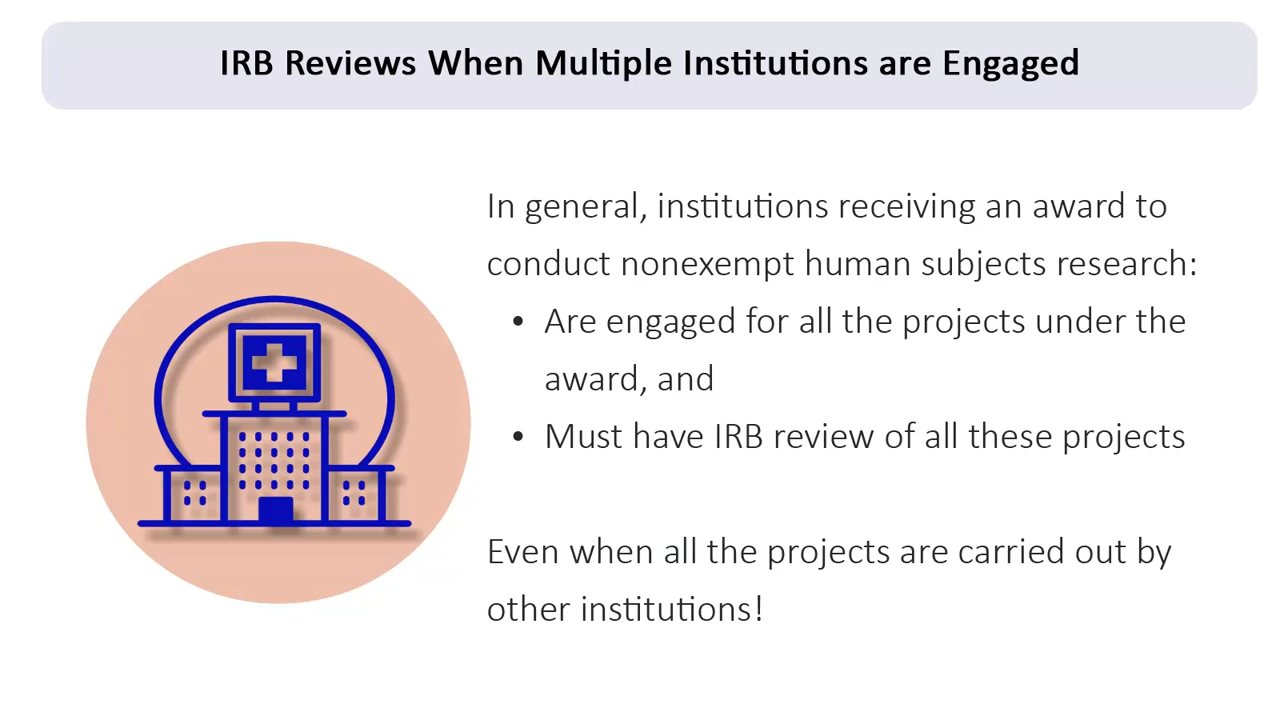 IRB Reviews When Multiple Institutions are Engaged
In general, institutions receiving an award to
conduct nonexempt human subjects research:
• Are engaged for all the projects under the
award, and
• Must have IRB review of all these projects
Even when all the projects are carried out by
other institutions!